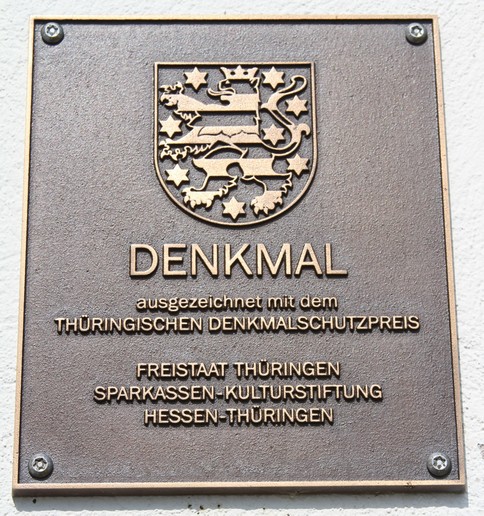 DENKMAL
ausgezeichnet mit dem
THÜRINGISCHEN DENKMALSCHUTZPREIS
FREISTAAT THÜRINGEN
SPARKASSEN-KULTURSTIFTUNG
HESSEN-THÜRINGEN